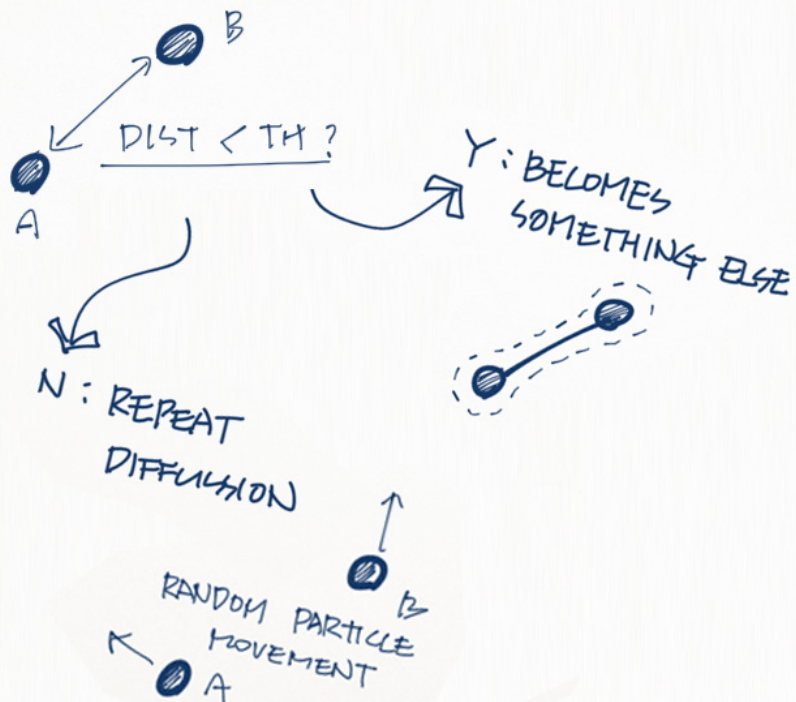 B
DIST < TH ?
A
Y : BECOMES
SOMETHING ELSE
N : REPEAT
DIFFUSION
B
RANDOM PARTICLE
MOVEMENT
A